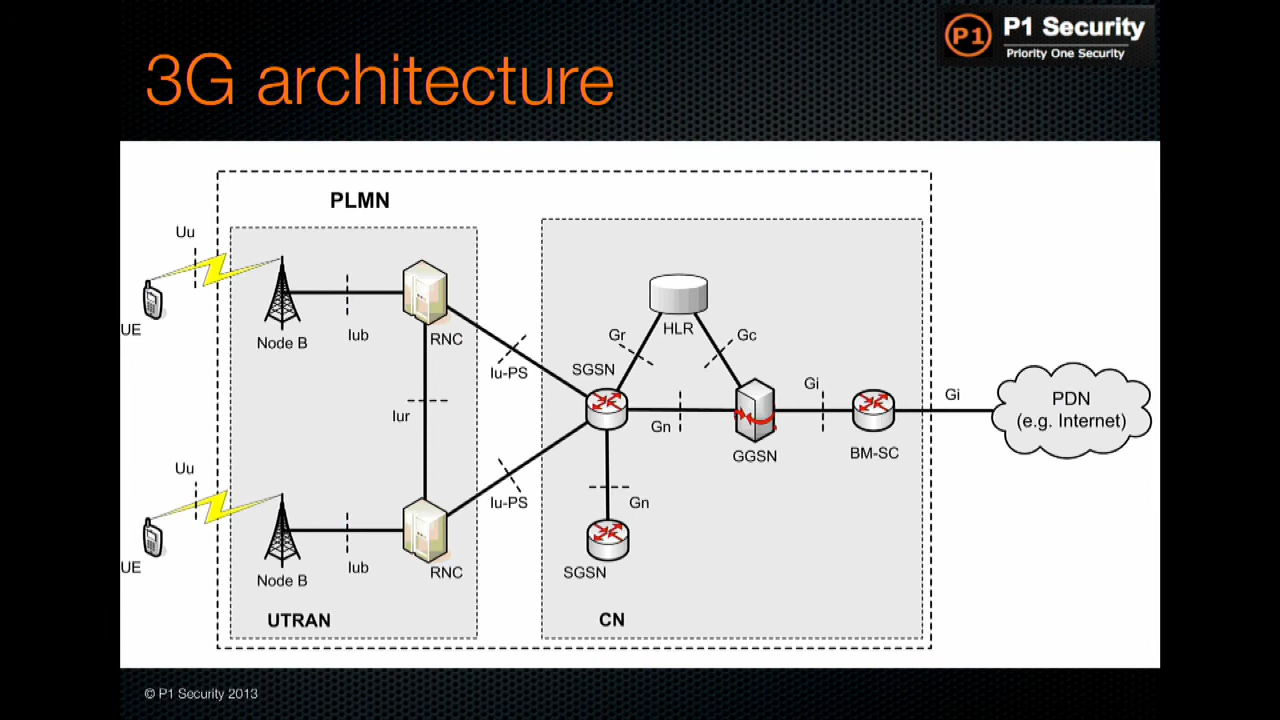 P1
P1 Security
Priority One Security
3G architecture
PLMN
Uu
UE
Node B
Iub
RNC
Iu-PS
Iur
Uu
UE
Node B
Iub
RNC
Iu-PS
UTRAN
HLR
Gr
Gc
SGSN
Gn
GGSN
Gi
BM-SC
Gn
SGSN
CN
Gi
PDN
(e.g. Internet)
© P1 Security 2013